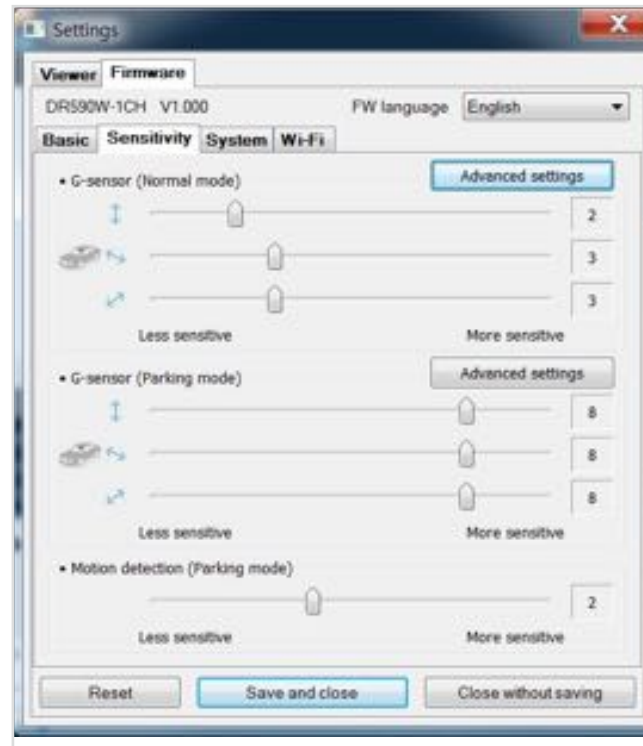 Settings
Viewer Firmware
DR590W-1CH V1.000 FW language English
Basic Sensitivity System Wi-Fi
• G-sensor (Normal mode) Advanced settings
2
3
3
Less sensitive More sensitive
• G-sensor (Parking mode) Advanced settings
8
8
8
Less sensitive More sensitive
• Motion detection (Parking mode)
2
Less sensitive More sensitive
Reset Save and close Close without saving